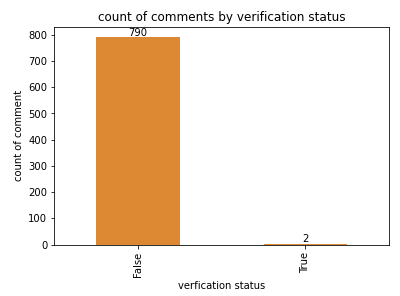 count of comments by verification status
count of comment
800
700
600
500
400
300
200
100
0
790
2
False
True
verfication status